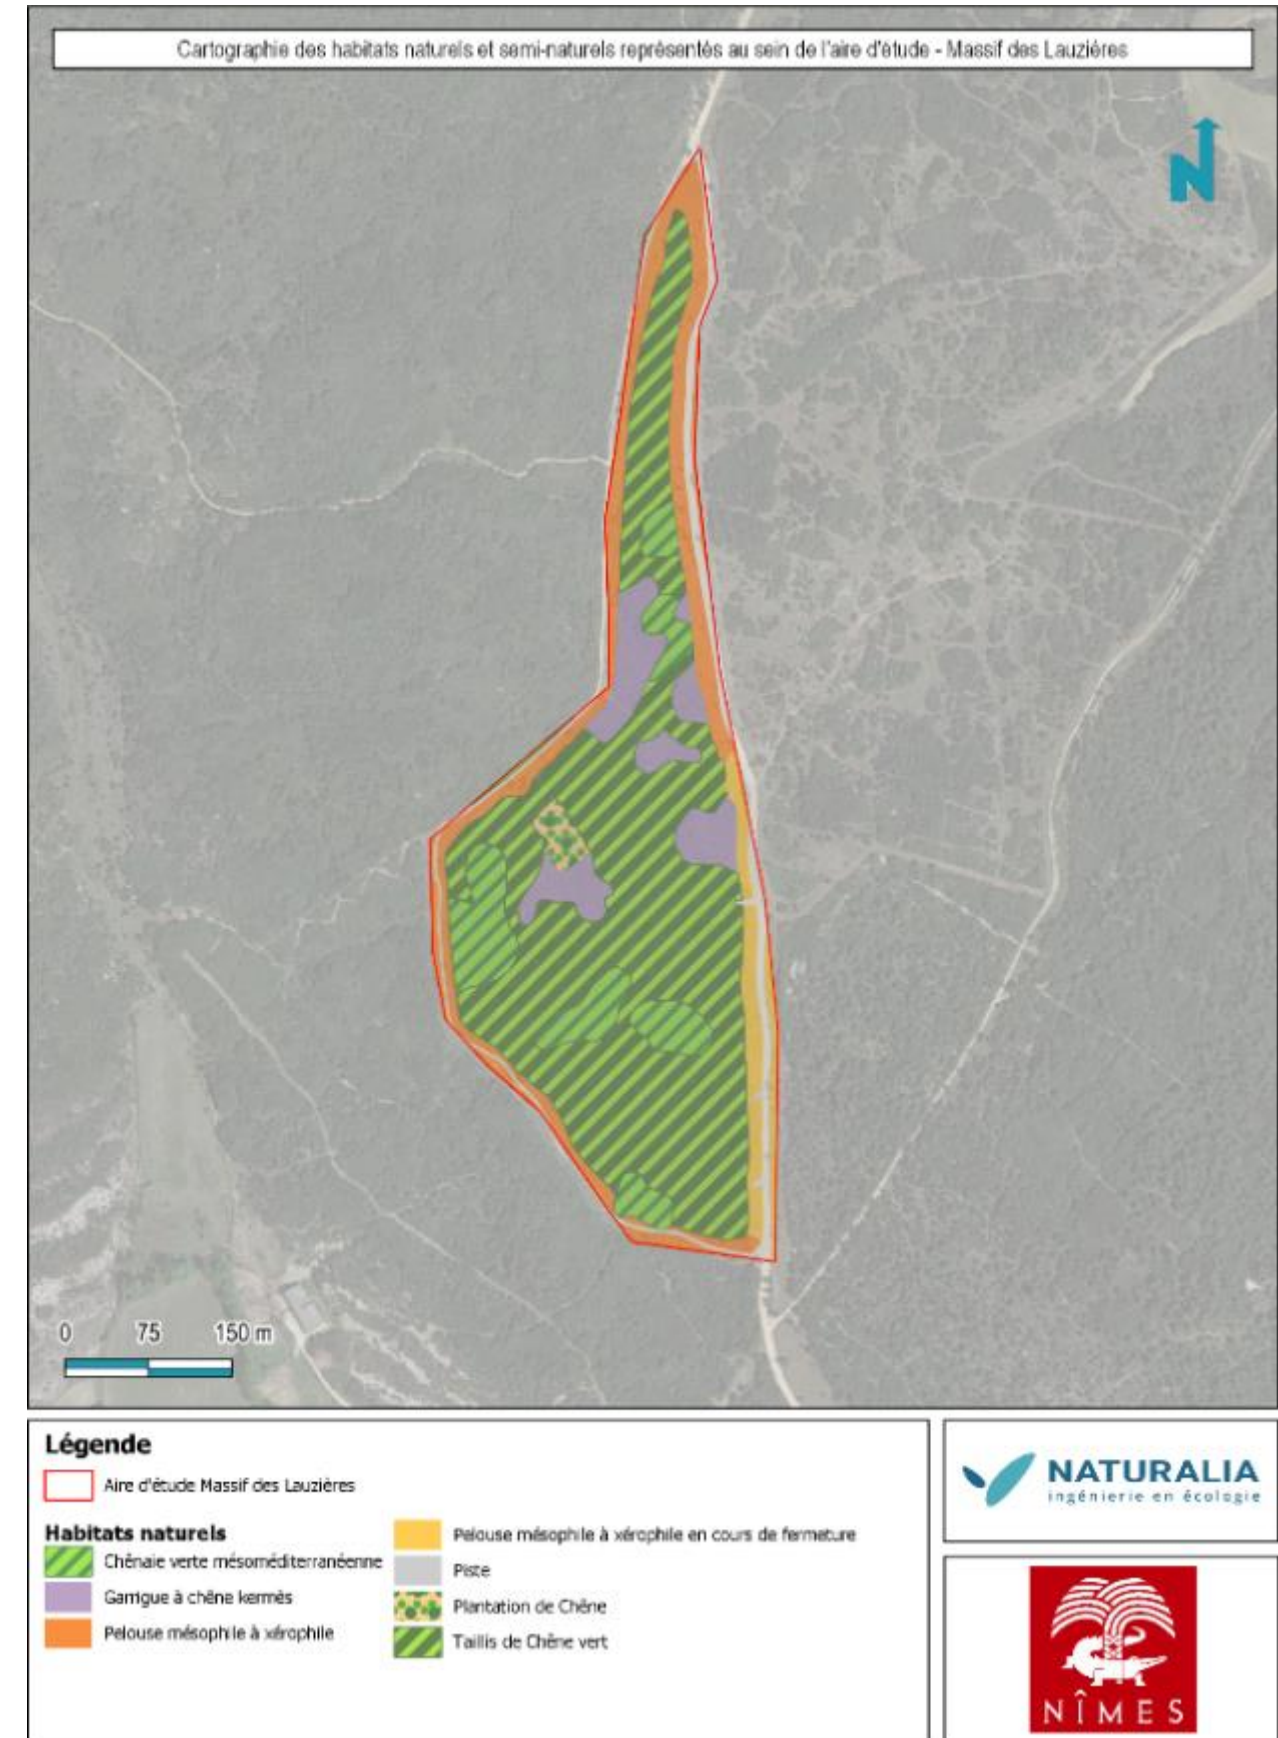 Cartographie des habitats naturels et semi-naturels représentés au sein de l'aire d'étude - Massif des Lauzières
N
0 75 150 m
Légende
Aire d'étude Massif des Lauzières
Habitats naturels
Chênaie verte mésoméditerranéenne
Garrigue à chêne kermès
Pelouse mésophile à xérophile
Pelouse mésophile à xérophile en cours de fermeture
Piste
Plantation de Chêne
Taillis de Chêne vert
NATURALIA
ingénierie en écologie
NÎMES